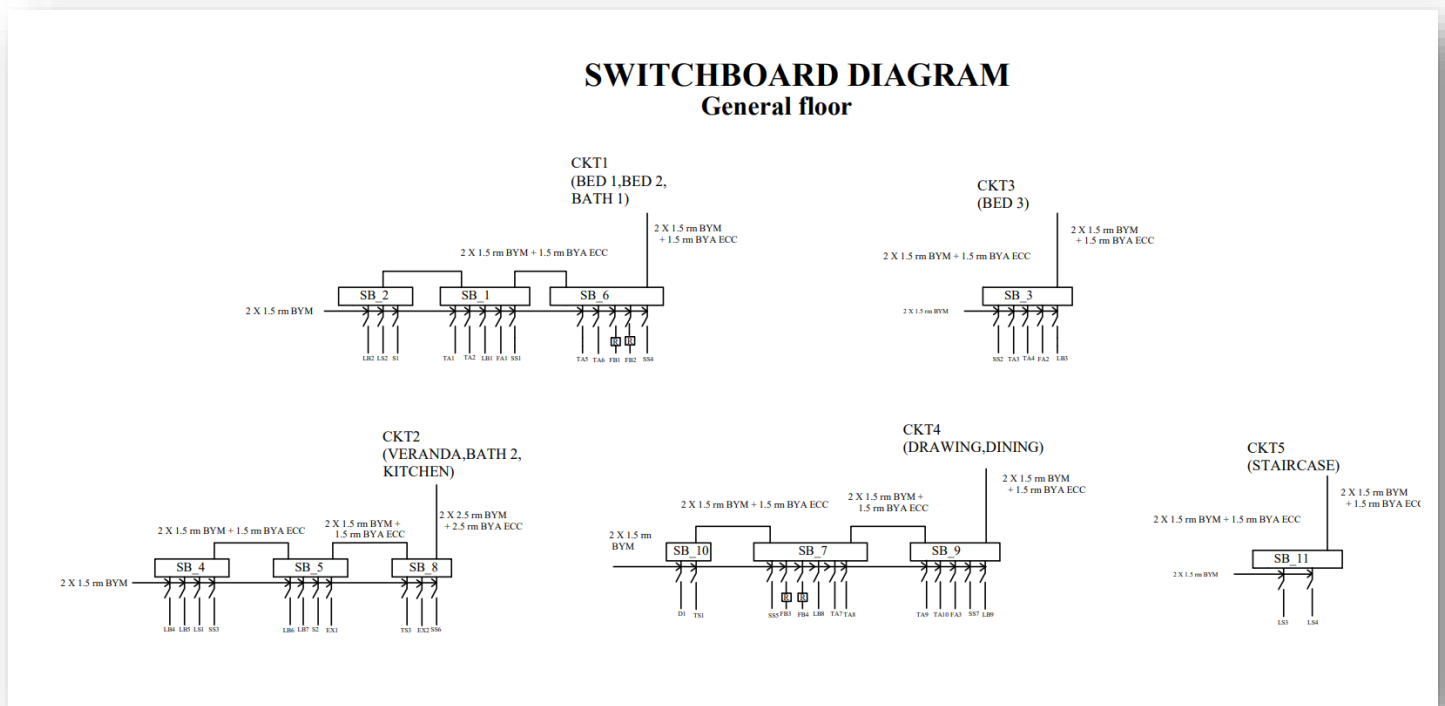 SWITCHBOARD DIAGRAM
General floor
CKT1
(BED 1,BED 2,
BATH 1)
2 X 1.5 rm BYM
+ 1.5 rm BYA ECC
2 X 1.5 rm BYM + 1.5 rm BYA ECC
SB_2
SB_1
SB_6
2 X 1.5 rm BYM
LB2 LS2 S1
TA1 TA2 LB1 FA1 SS1
R R
TA5 TA6 FB1 FB2 SS4
CKT3
(BED 3)
2 X 1.5 rm BYM
+ 1.5 rm BYA ECC
2 X 1.5 rm BYM + 1.5 rm BYA ECC
SB_3
2 X 1.5 rm BYM
SS2 TA3 TA4 FA2 LB3
CKT2
(VERANDA,BATH 2,
KITCHEN)
2 X 2.5 rm BYM
+ 2.5 rm BYA ECC
2 X 1.5 rm BYM + 1.5 rm BYA ECC
2 X 1.5 rm BYM +
1.5 rm BYA ECC
SB_4
SB_5
SB_8
2 X 1.5 rm BYM
LB4 LB5 LS1 SS3
LB6 LB7 S2 EX1
TS3 EX2 SS6
CKT4
(DRAWING,DINING)
2 X 1.5 rm BYM
+ 1.5 rm BYA ECC
2 X 1.5 rm BYM + 1.5 rm BYA ECC
2 X 1.5 rm BYM +
1.5 rm BYA ECC
2 X 1.5 rm
BYM
SB_10
SB_7
SB_9
D1 TS1
R R
SS5 FB3 FB4 LB8 TA7 TA8
TA9 TA10 FA3 SS7 LB9
CKT5
(STAIRCASE)
2 X 1.5 rm BYM
+ 1.5 rm BYA ECC
2 X 1.5 rm BYM + 1.5 rm BYA ECC
SB_11
2 X 1.5 rm BYM
LS3 LS4